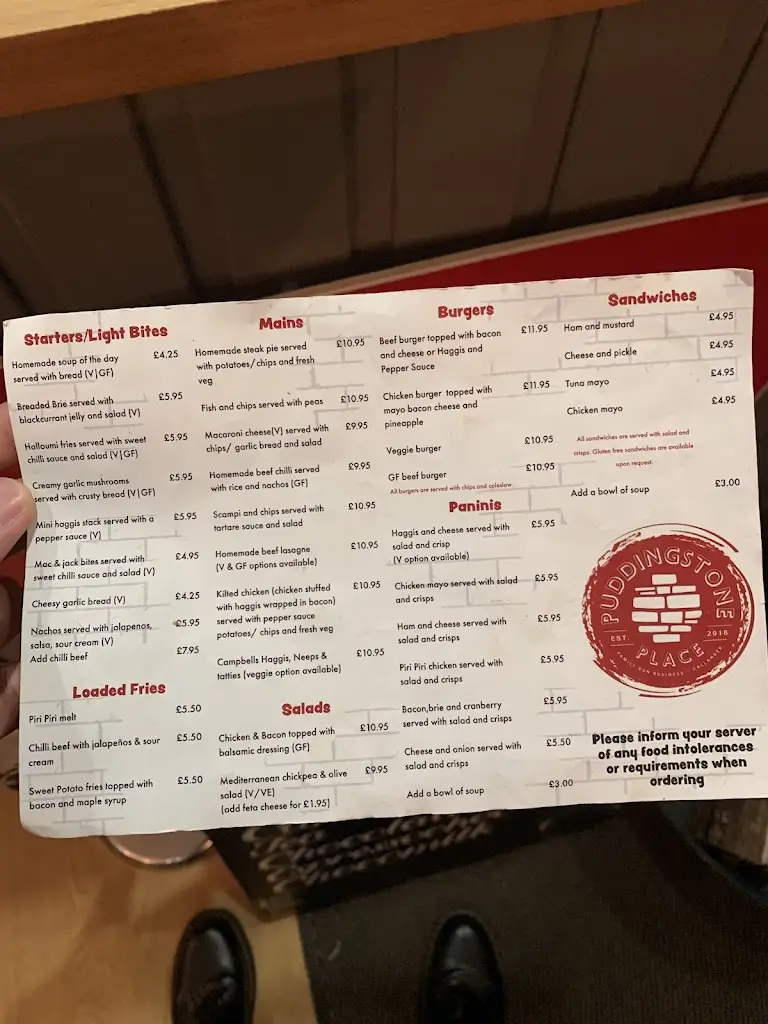 Starters/Light Bites
Homemade soup of the day £4.25
served with bread (V|GF)
Breaded Brie served with £5.95
blackcurrant jelly and salad (V)
Halloumi fries served with sweet £5.95
chilli sauce and salad (V|GF)
Creamy garlic mushrooms £5.95
served with crusty bread (V|GF)
Mini haggis stack served with a £5.95
pepper sauce (V)
Mac & jack bites served with £4.95
sweet chilli sauce and salad (V)
Cheesy garlic bread (V) £4.25
Nachos served with jalapenos, £5.95
salsa, sour cream (V)
Add chilli beef £7.95
Loaded Fries
Piri Piri melt £5.50
Chilli beef with jalapeños & sour £5.50
cream
Sweet Potato fries topped with £5.50
bacon and maple syrup
Mains
Homemade steak pie served £10.95
with potatoes/ chips and fresh
veg
Fish and chips served with peas £10.95
Macaroni cheese(V) served with £9.95
chips/ garlic bread and salad
Homemade beef chilli served £9.95
with rice and nachos (GF)
Scampi and chips served with £10.95
tartare sauce and salad
Homemade beef lasagne £10.95
(V & GF options available)
Kilted chicken (chicken stuffed £10.95
with haggis wrapped in bacon)
served with pepper sauce
potatoes/ chips and fresh veg
Campbells Haggis, Neeps & £10.95
tatties (veggie option available)
Salads
Chicken & Bacon topped with £10.95
balsamic dressing (GF)
Mediterranean chickpea & olive £9.95
salad (V/VE)
(add feta cheese for £1.95)
Burgers
Beef burger topped with bacon £11.95
and cheese or Haggis and
Pepper Sauce
Chicken burger topped with £11.95
mayo bacon cheese and
pineapple
Veggie burger £10.95
GF beef burger £10.95
All burgers are served with chips and coleslaw.
Paninis
Haggis and cheese served with £5.95
salad and crisp
(V option available)
Chicken mayo served with salad £5.95
and crisps
Ham and cheese served with £5.95
salad and crisps
Piri Piri chicken served with £5.95
salad and crisps
Bacon,brie and cranberry £5.95
served with salad and crisps
Cheese and onion served with £5.50
salad and crisps
Add a bowl of soup £3.00
Sandwiches
Ham and mustard £4.95
Cheese and pickle £4.95
Tuna mayo £4.95
Chicken mayo £4.95
All sandwiches are served with salad and
crisps. Gluten free sandwiches are available
upon request.
Add a bowl of soup £3.00
PUDDINGSTONE
EST. 2018
PLACE
FAMILY RUN BUSINESS - CALLANDER
Please inform your server
of any food intolerances
or requirements when
ordering